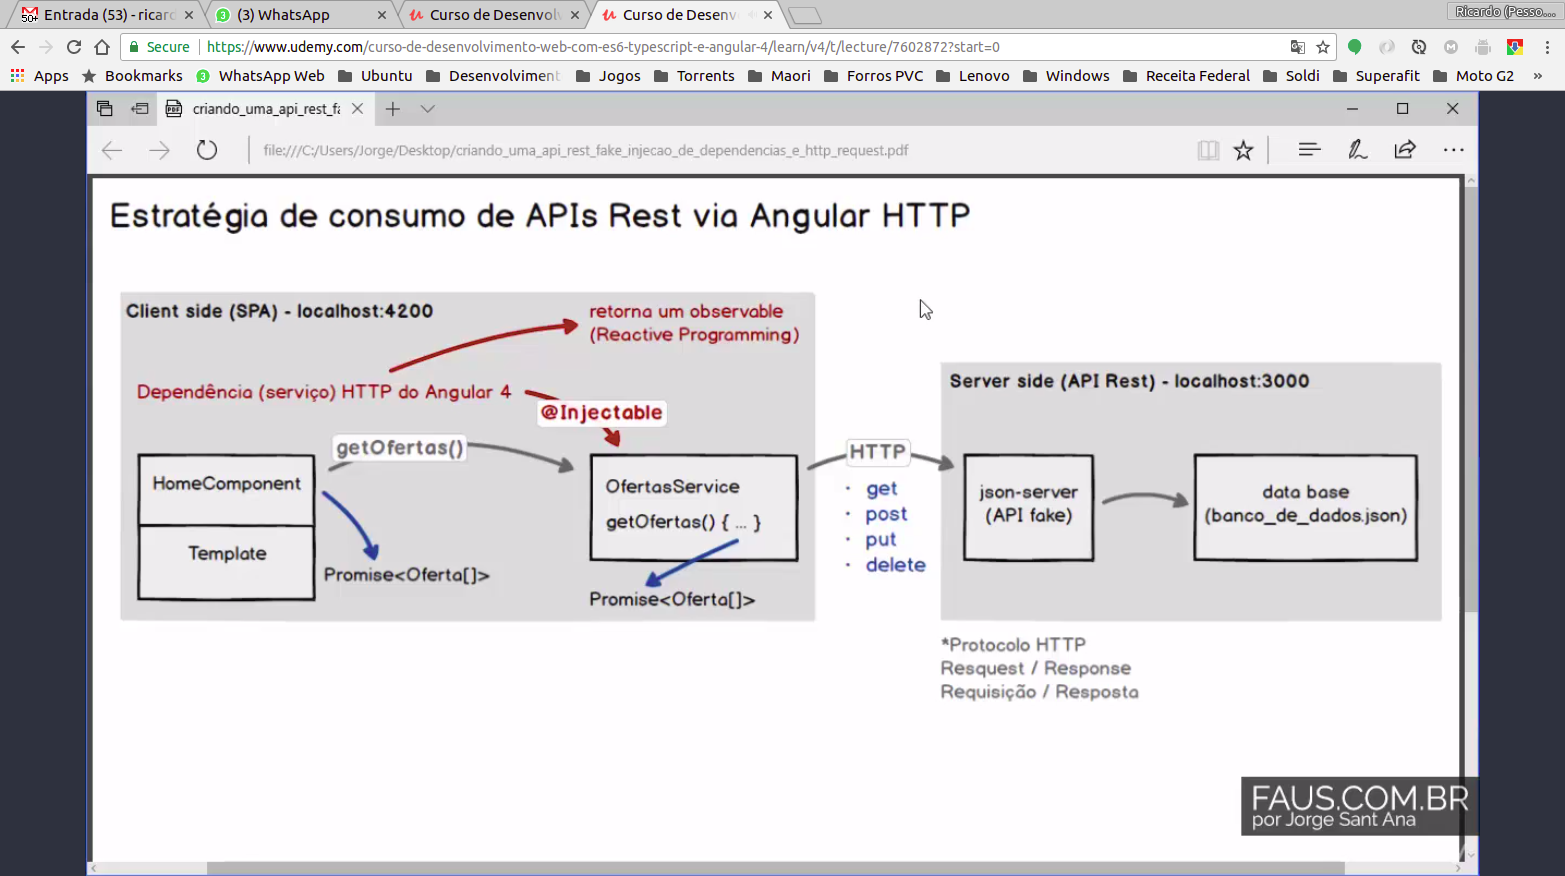 Entrada (53) - ricard
(3) WhatsApp
Curso de Desenvolv
Curso de Desenv
Ricardo (Pesso...
50+
3
Secure
https://www.udemy.com/curso-de-desenvolvimento-web-com-es6-typescript-e-angular-4/learn/v4/t/lecture/7602872?start=0
Apps
Bookmarks
3
WhatsApp Web
Ubuntu
Desenvolviment
Jogos
Torrents
Maori
Forros PVC
Lenovo
Windows
Receita Federal
Soldi
Superafit
Moto G2
»
PDF
criando_uma_api_rest_fa
file:///C:/Users/Jorge/Desktop/criando_uma_api_rest_fake_injecao_de_dependencias_e_http_request.pdf
Estratégia de consumo de APIs Rest via Angular HTTP
Client side (SPA) - localhost:4200
retorna um observable
(Reactive Programming)
Dependência (serviço) HTTP do Angular 4
@Injectable
getOfertas()
HomeComponent
Template
Promise<Oferta[]>
OfertasService
getOfertas() { ... }
Promise<Oferta[]>
HTTP
· get
· post
· put
· delete
Server side (API Rest) - localhost:3000
json-server
(API fake)
data base
(banco_de_dados.json)
*Protocolo HTTP
Resquest / Response
Requisição / Resposta
FAUS.COM.BR
por Jorge Sant Ana